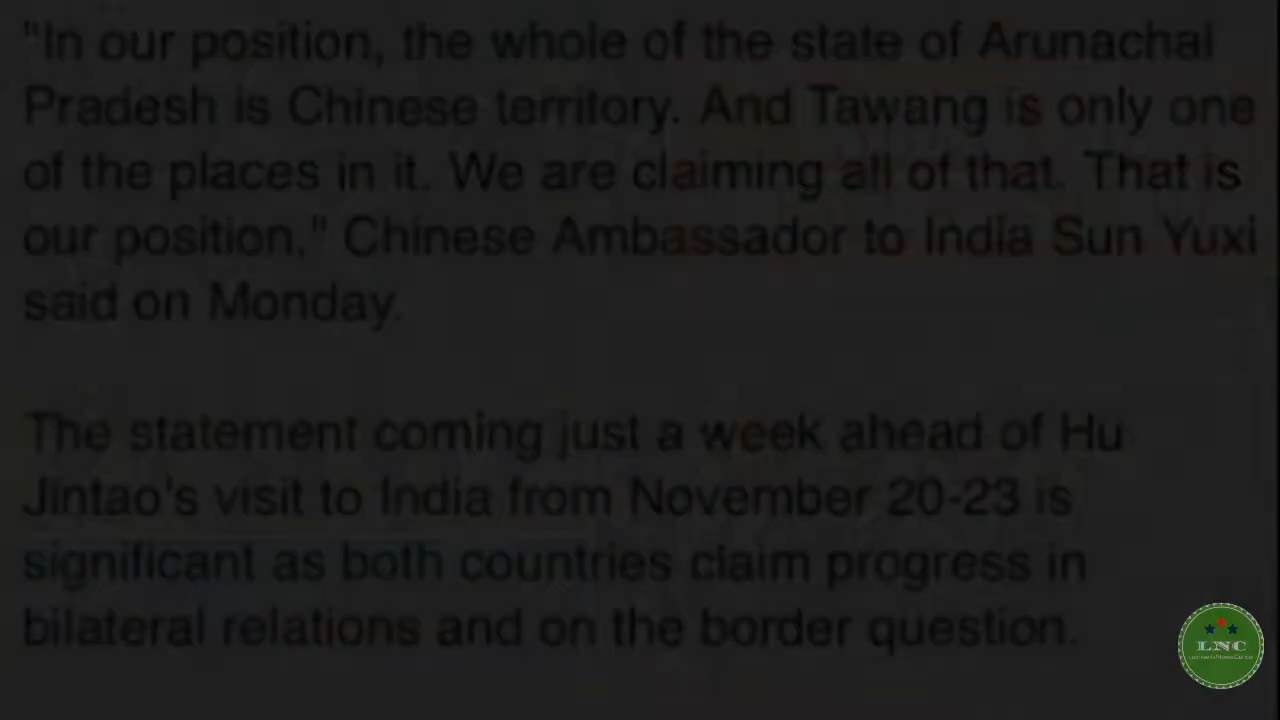 "In our position, the whole of the state of Arunachal
Pradesh is Chinese territory. And Tawang is only one
of the places in it. We are claiming all of that. That is
our position," Chinese Ambassador to India Sun Yuxi
said on Monday.
The statement coming just a week ahead of Hu
Jintao's visit to India from November 20-23 is
significant as both countries claim progress in
bilateral relations and on the border question.
LNC